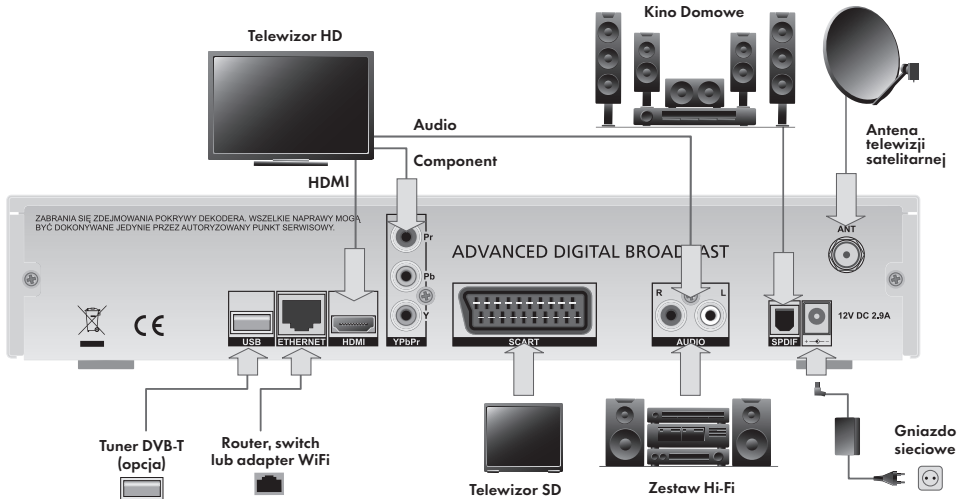 Kino Domowe
Telewizor HD
Audio
Component
HDMI
Antena
telewizji
satelitarnej
ZABRANIA SIĘ ZDEJMOWANIA POKRYWY DEKODERA. WSZELKIE NAPRAWY MOGĄ
BYĆ DOKONYWANE JEDYNIE PRZEZ AUTORYZOWANY PUNKT SERWISOWY.
Pr
ADVANCED DIGITAL BROADCAST
ANT
Pb
R L
Y
12V DC 2.9A
CE
USB ETHERNET HDMI YPbPr SCART AUDIO SPDIF
Tuner DVB-T
(opcja)
Router, switch
lub adapter WiFi
Telewizor SD
Zestaw Hi-Fi
Gniazdo
sieciowe